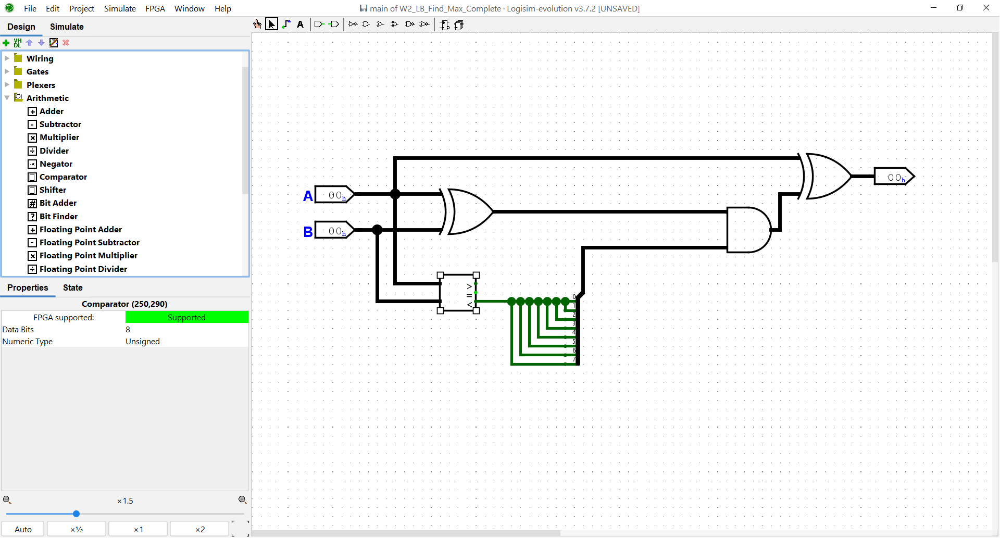 File Edit Project Simulate FPGA Window Help
main of W2_LB_Find_Max_Complete · Logisim-evolution v3.7.2 [UNSAVED]
Design Simulate
A
VH
DL
Wiring
Gates
Plexers
Arithmetic
Adder
Subtractor
Multiplier
Divider
Negator
Comparator
Shifter
Bit Adder
Bit Finder
Floating Point Adder
Floating Point Subtractor
Floating Point Multiplier
Floating Point Divider
Properties State
Comparator (250,290)
FPGA supported: Supported
Data Bits 8
Numeric Type Unsigned
×1.5
Auto ×½ ×1 ×2
A 00h
B 00h
00h
>
=
<
0
1
2
3
4
5
6
7